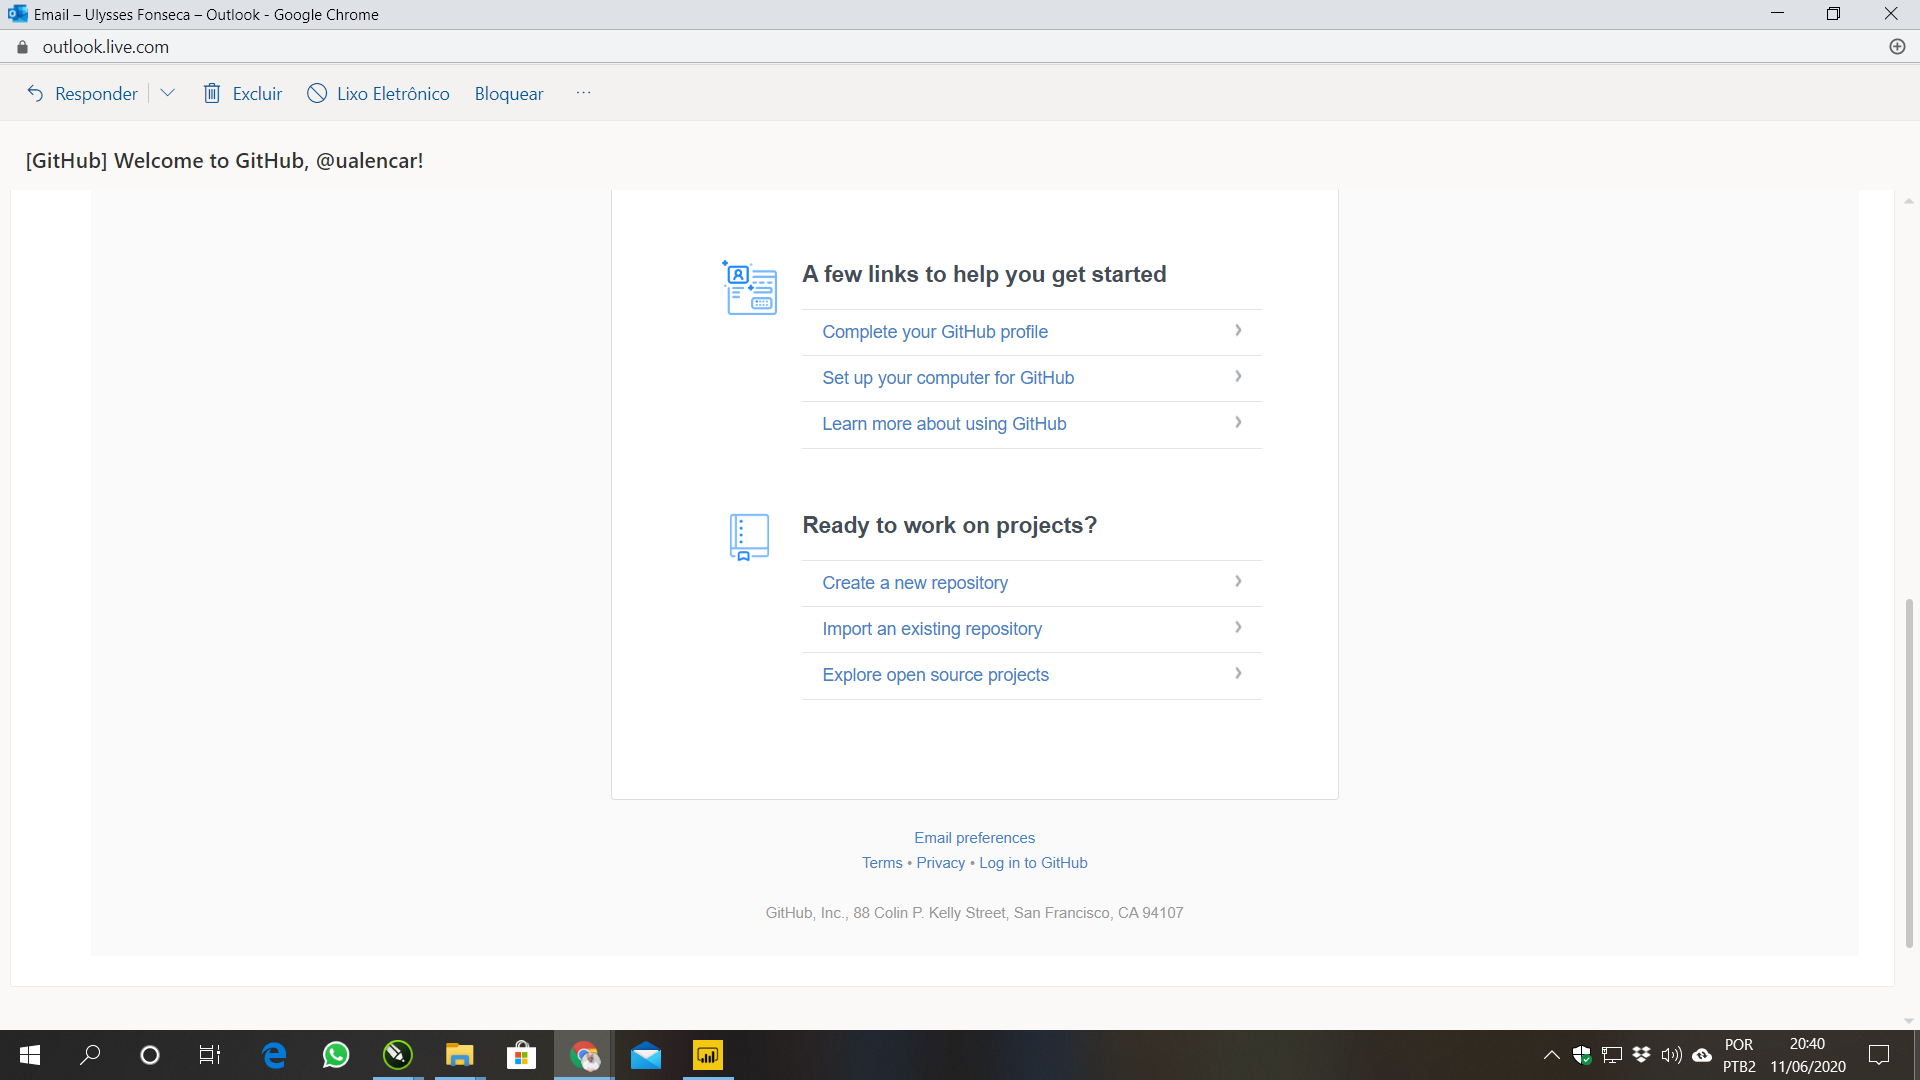 Email – Ulysses Fonseca – Outlook - Google Chrome
outlook.live.com
Responder
Excluir
Lixo Eletrônico
Bloquear
...
[GitHub] Welcome to GitHub, @ualencar!
A few links to help you get started
Complete your GitHub profile
Set up your computer for GitHub
Learn more about using GitHub
Ready to work on projects?
Create a new repository
Import an existing repository
Explore open source projects
Email preferences
Terms • Privacy • Log in to GitHub
GitHub, Inc., 88 Colin P. Kelly Street, San Francisco, CA 94107
POR
PTB2
20:40
11/06/2020